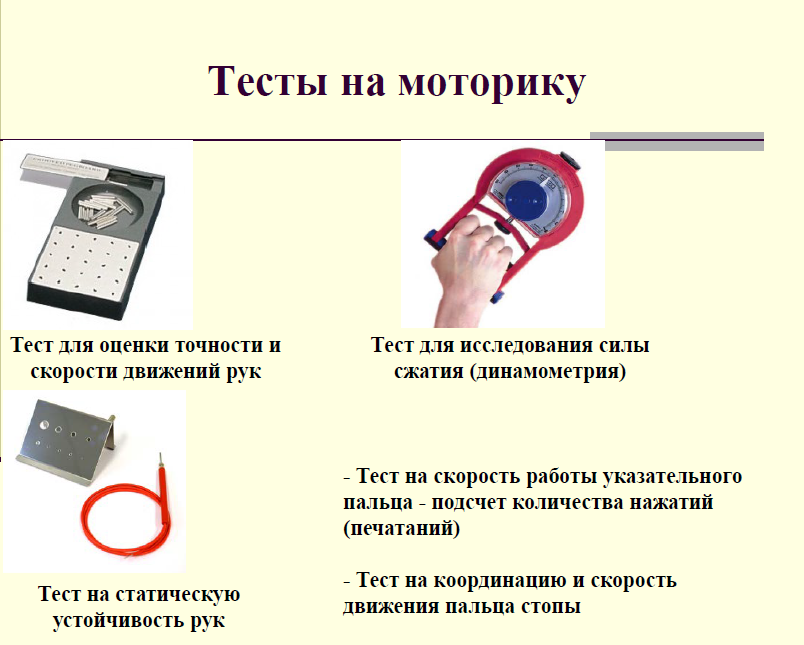 Тесты на моторику
Тест для оценки точности и
скорости движений рук
Тест для исследования силы
сжатия (динамометрия)
- Тест на скорость работы указательного
пальца - подсчет количества нажатий
(печатаний)
- Тест на координацию и скорость
движения пальца стопы
Тест на статическую
устойчивость рук